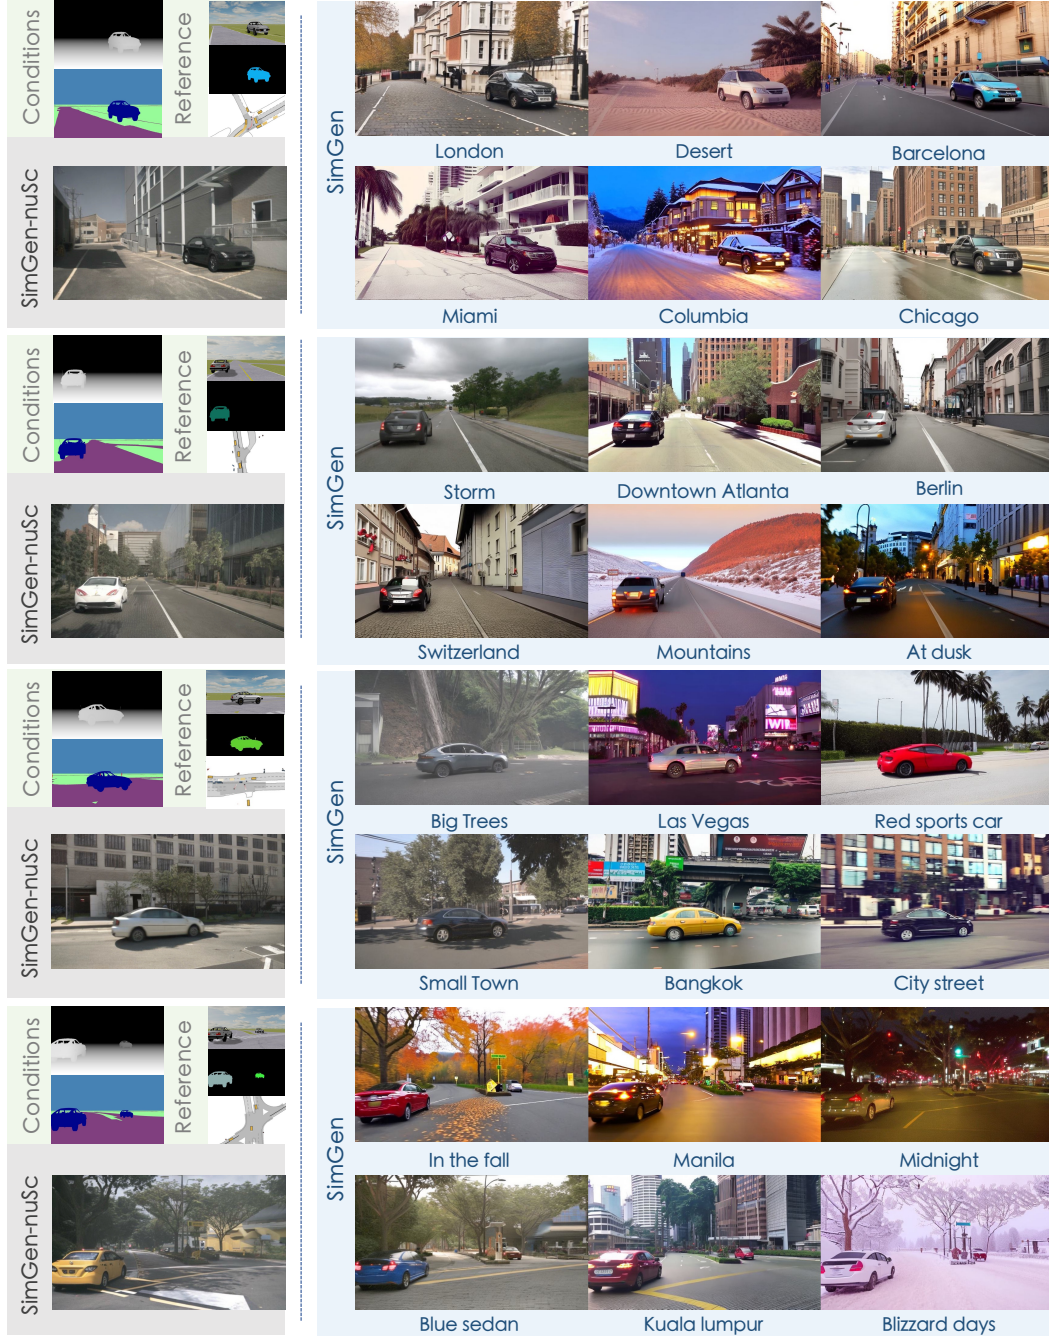 Conditions
Reference
SimGen-nuSc
SimGen
London
Desert
Barcelona
Miami
Columbia
Chicago
Conditions
Reference
SimGen-nuSc
SimGen
Storm
Downtown Atlanta
Berlin
Switzerland
Mountains
At dusk
Conditions
Reference
SimGen-nuSc
SimGen
Big Trees
Las Vegas
Red sports car
Small Town
Bangkok
City street
Conditions
Reference
SimGen-nuSc
SimGen
In the fall
Manila
Midnight
Blue sedan
Kuala lumpur
Blizzard days